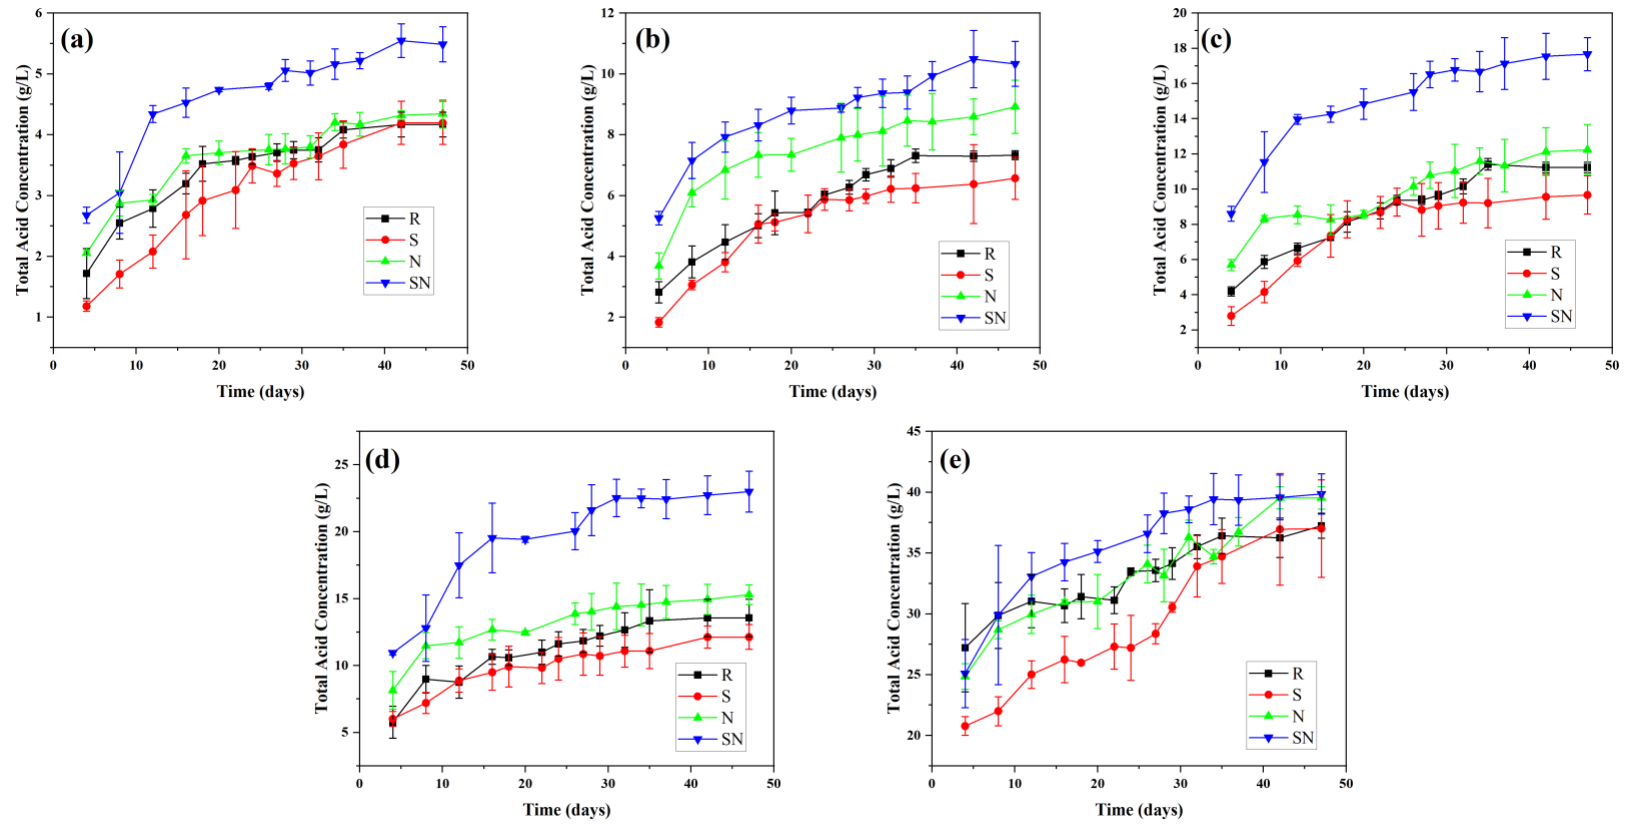 (a)
Total Acid Concentration (g/L)
6
5
4
3
2
1
R
S
N
SN
0 10 20 30 40 50
Time (days)
(b)
Total Acid Concentration (g/L)
12
10
8
6
4
2
R
S
N
SN
0 10 20 30 40 50
Time (days)
(c)
Total Acid Concentration (g/L)
20
18
16
14
12
10
8
6
4
2
R
S
N
SN
0 10 20 30 40 50
Time (days)
(d)
Total Acid Concentration (g/L)
25
20
15
10
5
R
S
N
SN
0 10 20 30 40 50
Time (days)
(e)
Total Acid Concentration (g/L)
45
40
35
30
25
20
R
S
N
SN
0 10 20 30 40 50
Time (days)